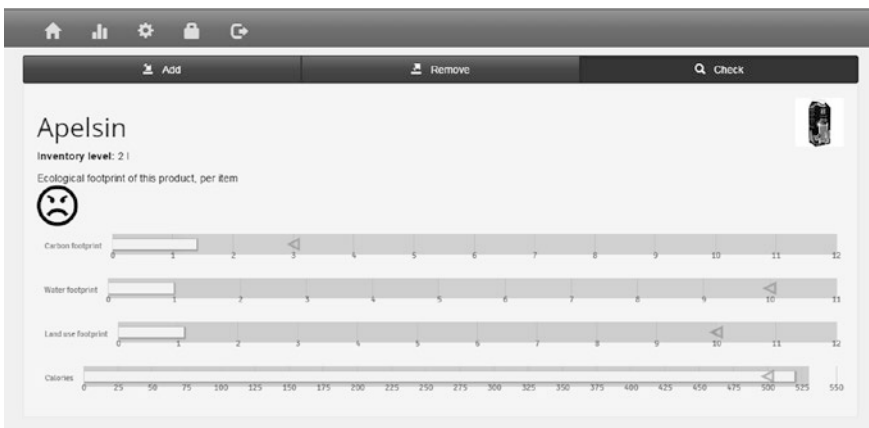 Add Remove Check
Apelsin
Inventory level: 2 l
Ecological footprint of this product, per item
Carbon footprint
0 1 2 3 4 5 6 7 8 9 10 11 12
Water footprint
0 1 2 3 4 5 6 7 8 9 10 11
Land use footprint
0 1 2 3 4 5 6 7 8 9 10 11 12
Calories
0 25 50 75 100 125 150 175 200 225 250 275 300 325 350 375 400 425 450 475 500 525 550